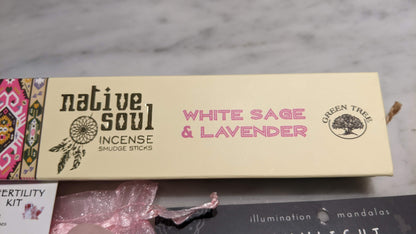 native
soul
INCENSE
SMUDGE STICKS
WHITE SAGE
& LAVENDER
GREEN TREE
FERTILITY
KIT
illumination mandalas